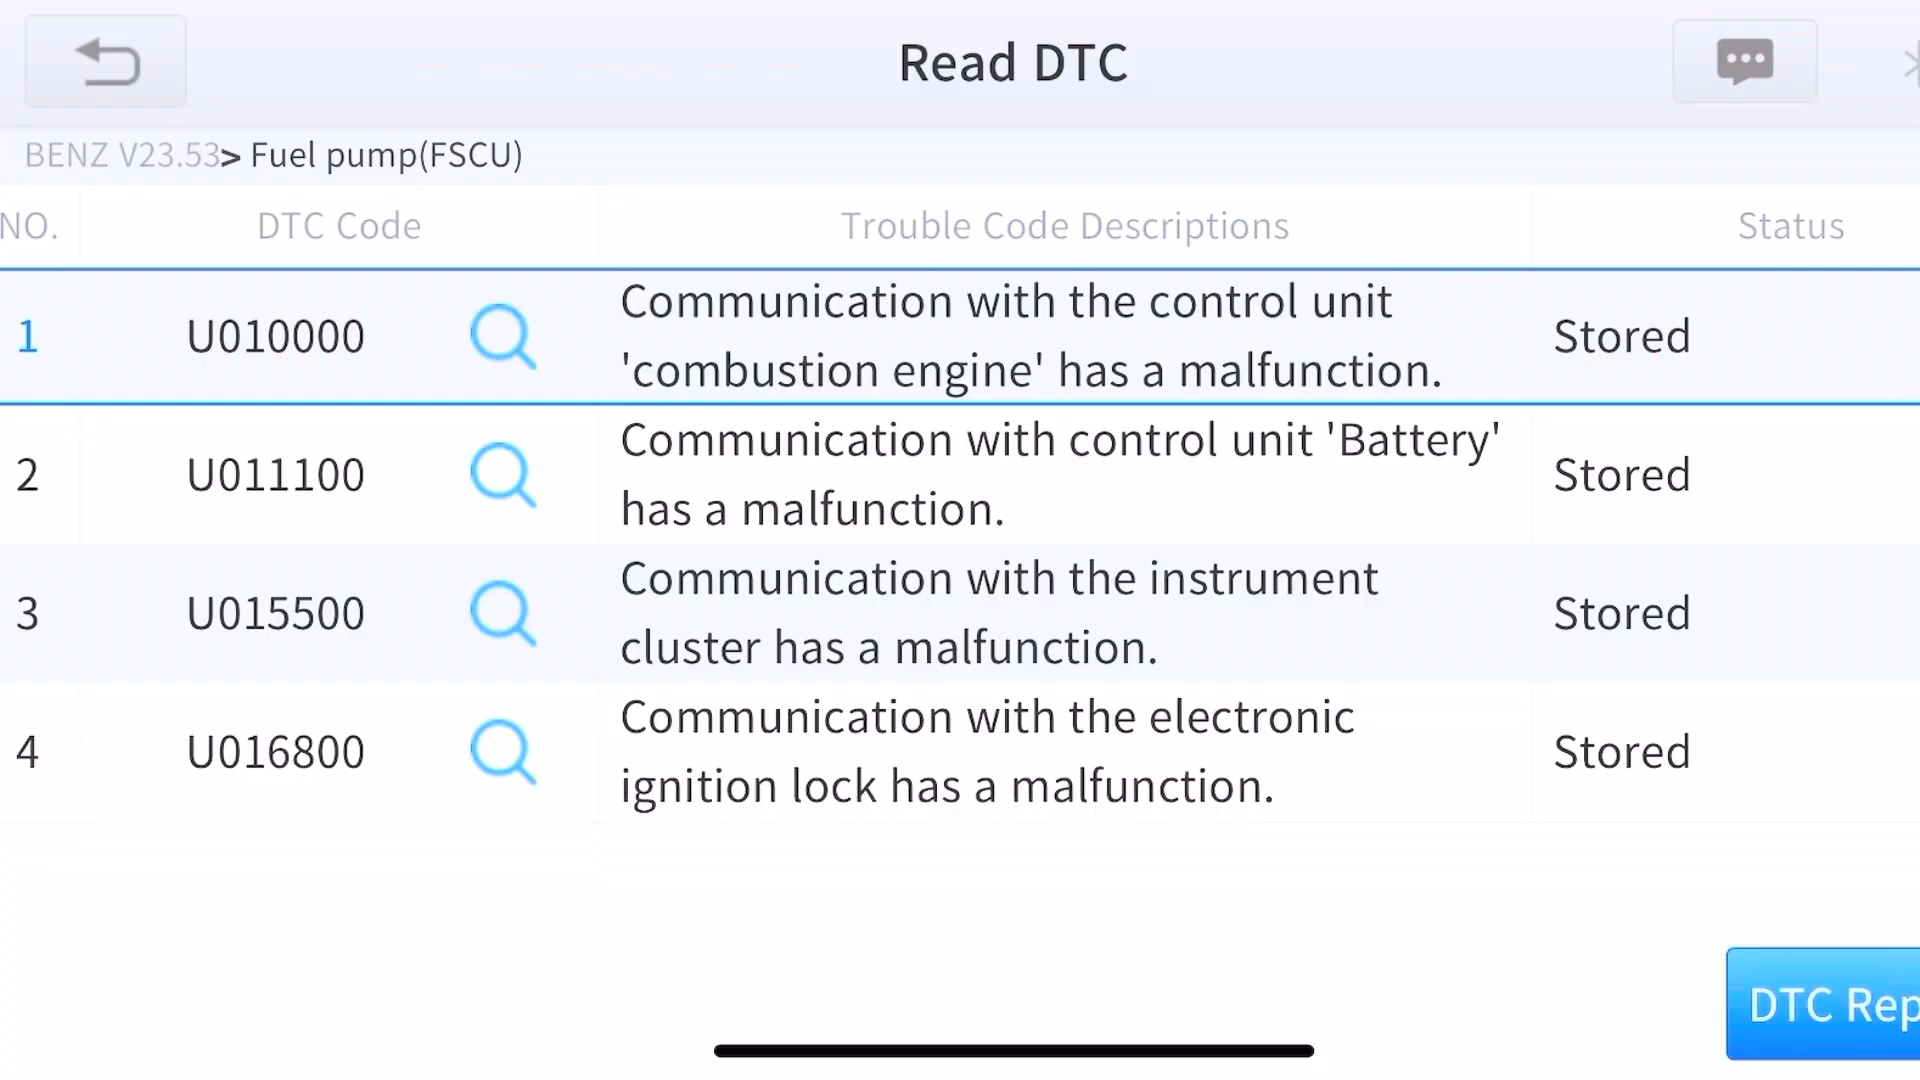 Read DTC
BENZ V23.53> Fuel pump(FSCU)
NO. DTC Code Trouble Code Descriptions Status
1 U010000 Communication with the control unit
'combustion engine' has a malfunction. Stored
2 U011100 Communication with control unit 'Battery'
has a malfunction. Stored
3 U015500 Communication with the instrument
cluster has a malfunction. Stored
4 U016800 Communication with the electronic
ignition lock has a malfunction. Stored
DTC Rep